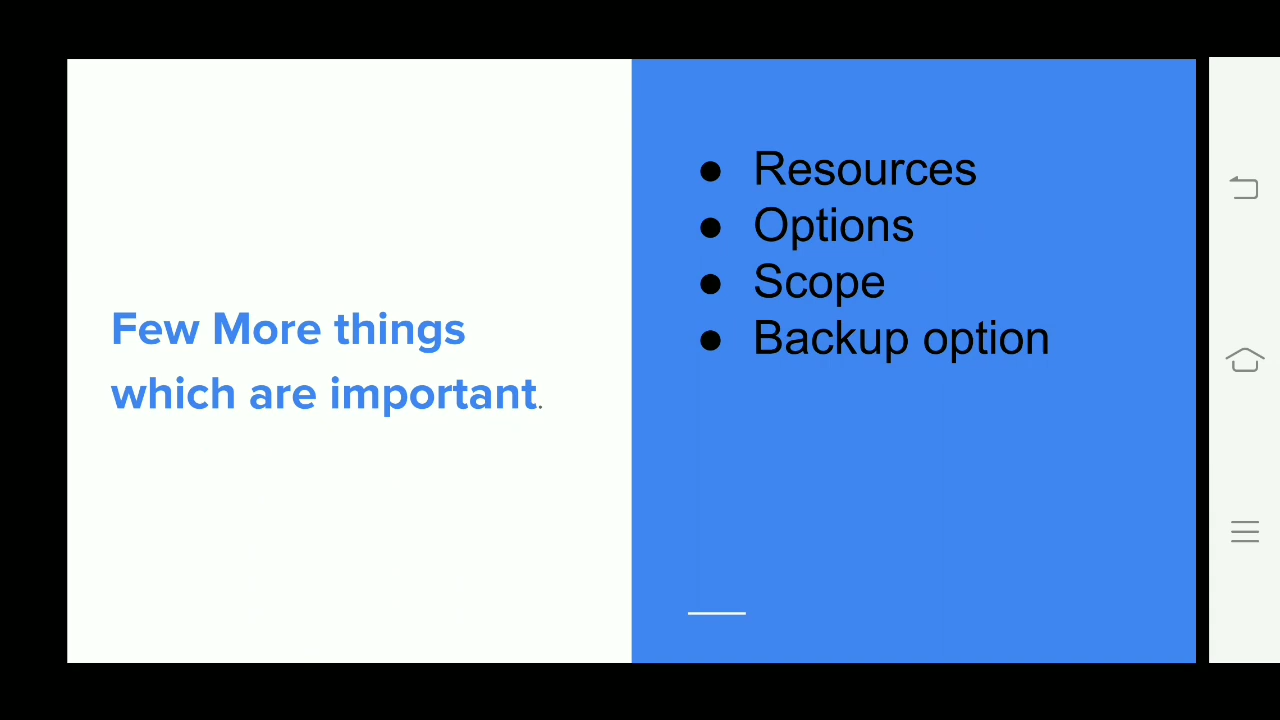 Few More things
which are important.
● Resources
● Options
● Scope
● Backup option